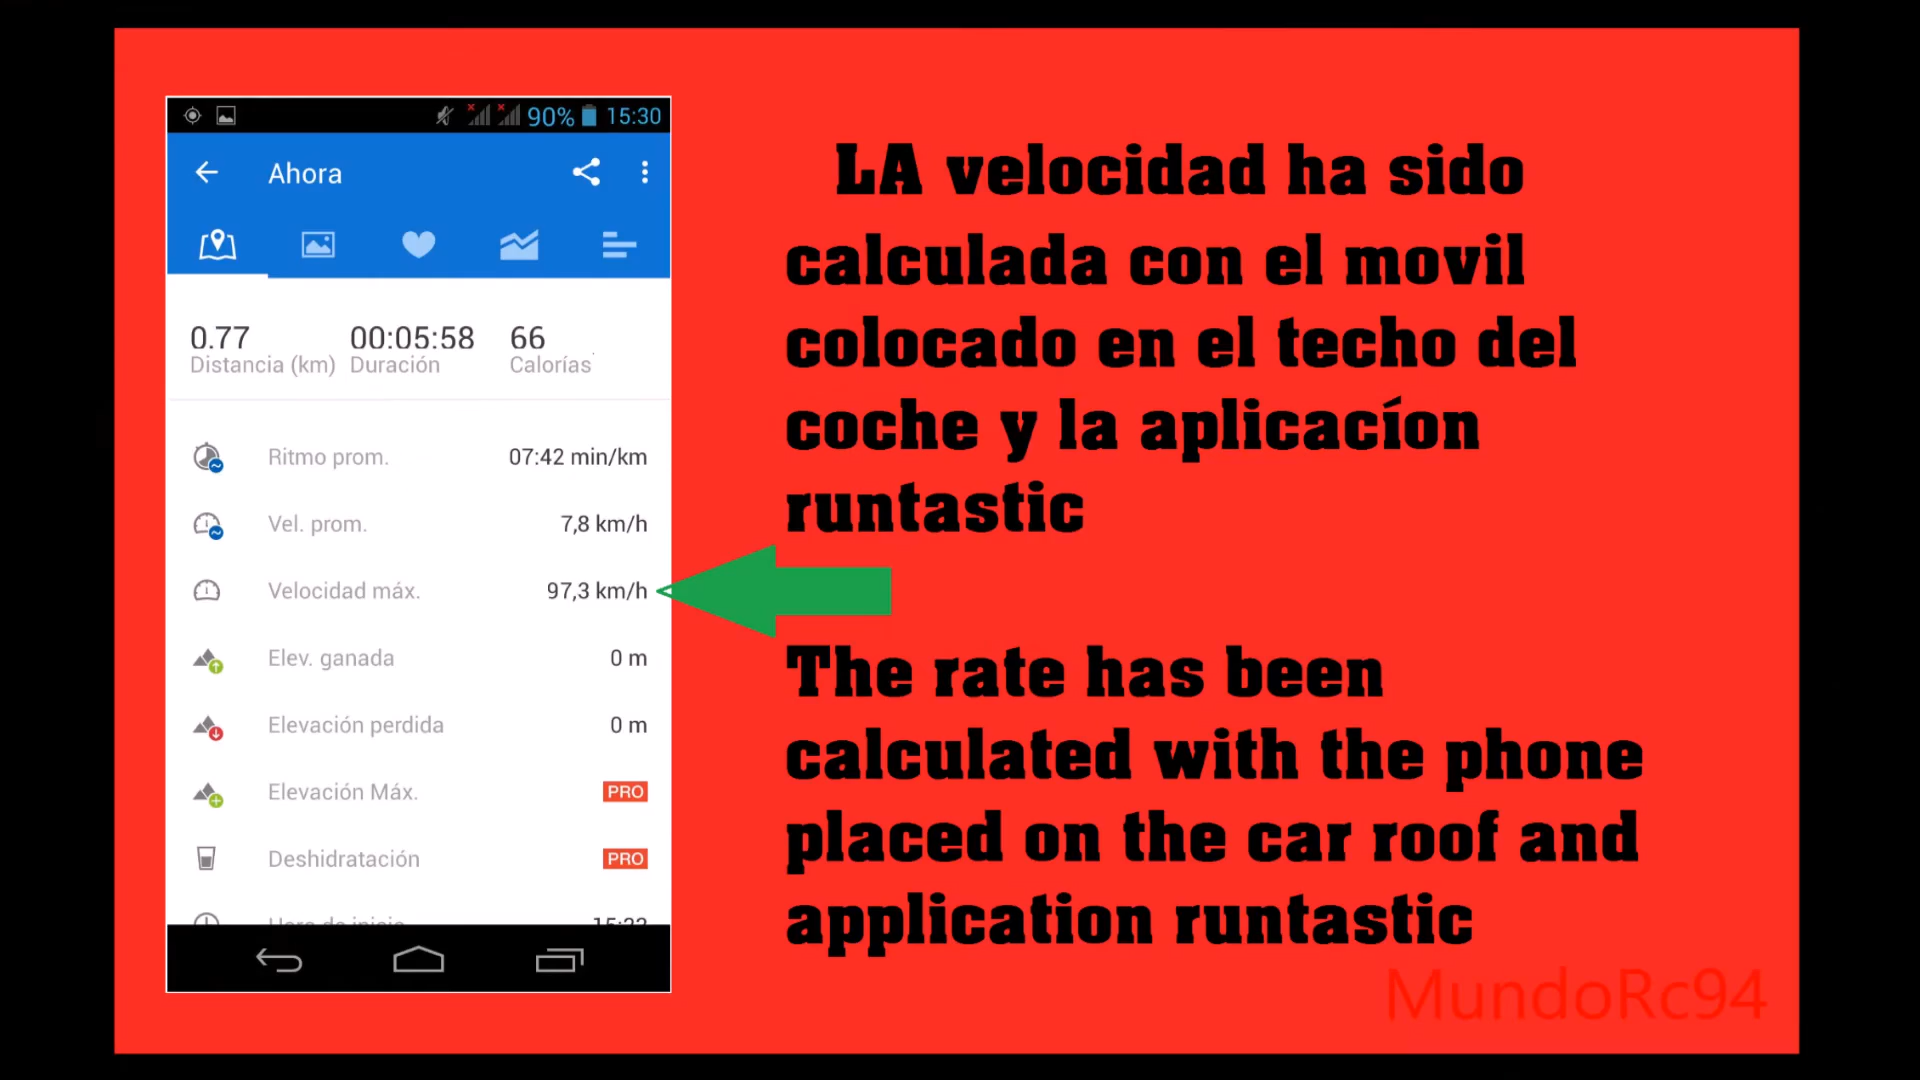 90% 15:30
Ahora
0.77 00:05:58 66
Distancia (km) Duración Calorías
Ritmo prom. 07:42 min/km
Vel. prom. 7,8 km/h
Velocidad máx. 97,3 km/h
Elev. ganada 0 m
Elevación perdida 0 m
Elevación Máx. PRO
Deshidratación PRO
Hora de inicio
LA velocidad ha sido
calculada con el movil
colocado en el techo del
coche y la aplicacíon
runtastic
The rate has been
calculated with the phone
placed on the car roof and
application runtastic
MundoRc94